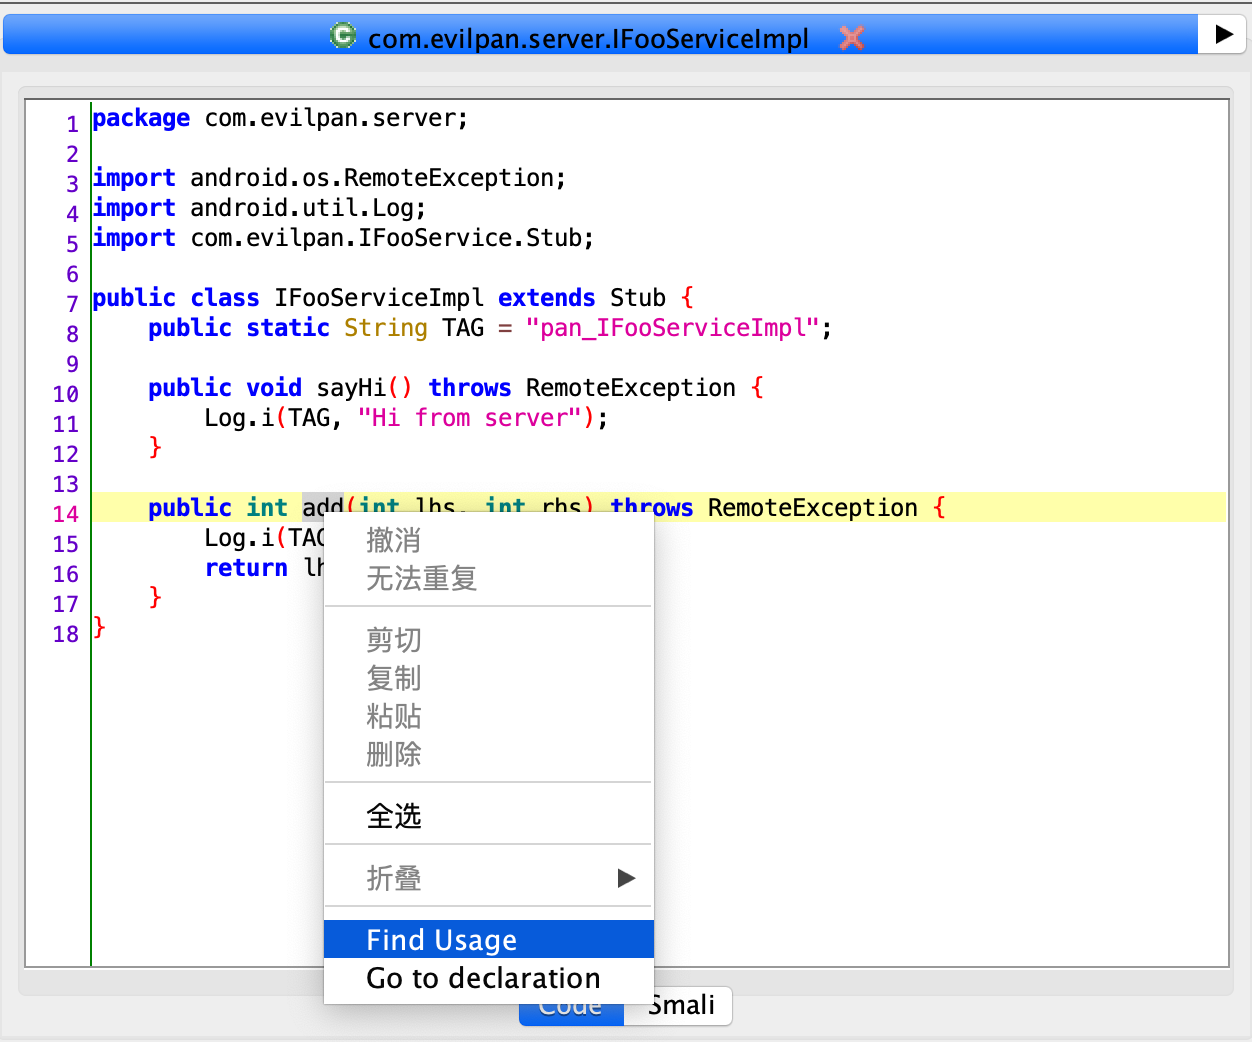 com.evilpan.server.IFooServiceImpl
1 package com.evilpan.server;
2
3 import android.os.RemoteException;
4 import android.util.Log;
5 import com.evilpan.IFooService.Stub;
6
7 public class IFooServiceImpl extends Stub {
8 public static String TAG = "pan_IFooServiceImpl";
9
10 public void sayHi() throws RemoteException {
11 Log.i(TAG, "Hi from server");
12 }
13
14 public int add(int lhs, int rhs) throws RemoteException {
15 Log.i(TAG
16 return
17 }
18 }
撤消
无法重复
剪切
复制
粘贴
删除
全选
折叠
Find Usage
Go to declaration
Code Smali